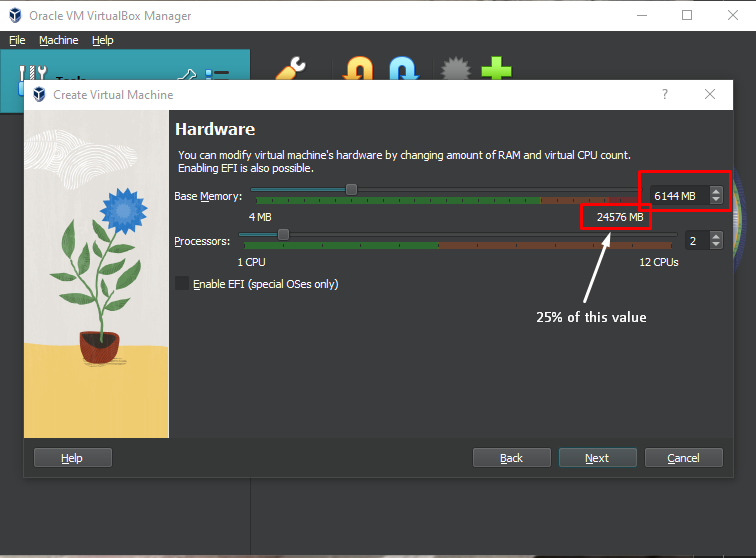 Oracle VM VirtualBox Manager
File Machine Help
Tools
Create Virtual Machine
?
Hardware
You can modify virtual machine's hardware by changing amount of RAM and virtual CPU count.
Enabling EFI is also possible.
Base Memory:
6144 MB
4 MB
24576 MB
Processors:
2
1 CPU
12 CPUs
Enable EFI (special OSes only)
25% of this value
Help
Back
Next
Cancel